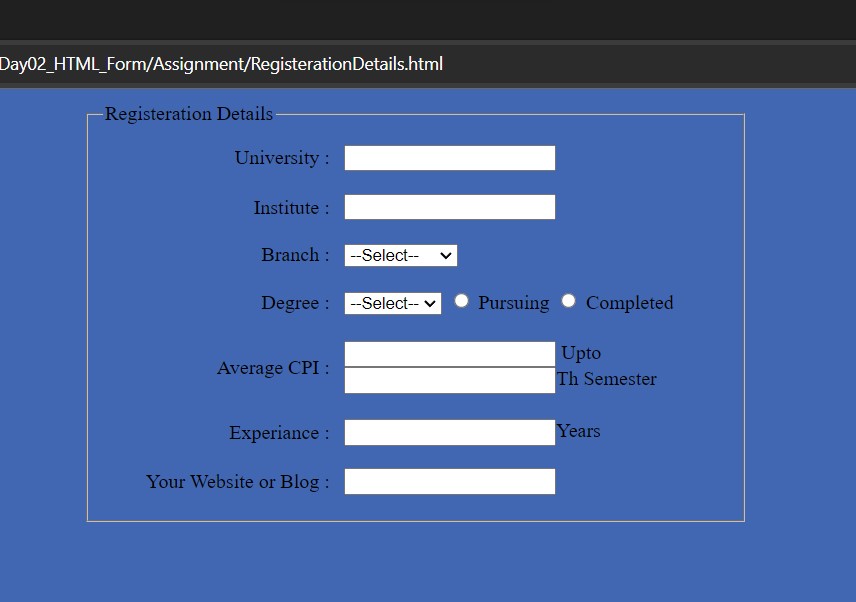 Day02_HTML_Form/Assignment/RegisterationDetails.html
Registeration Details
University :
Institute :
Branch : --Select--
Degree : --Select-- Pursuing Completed
Average CPI : Upto
Th Semester
Experiance : Years
Your Website or Blog :